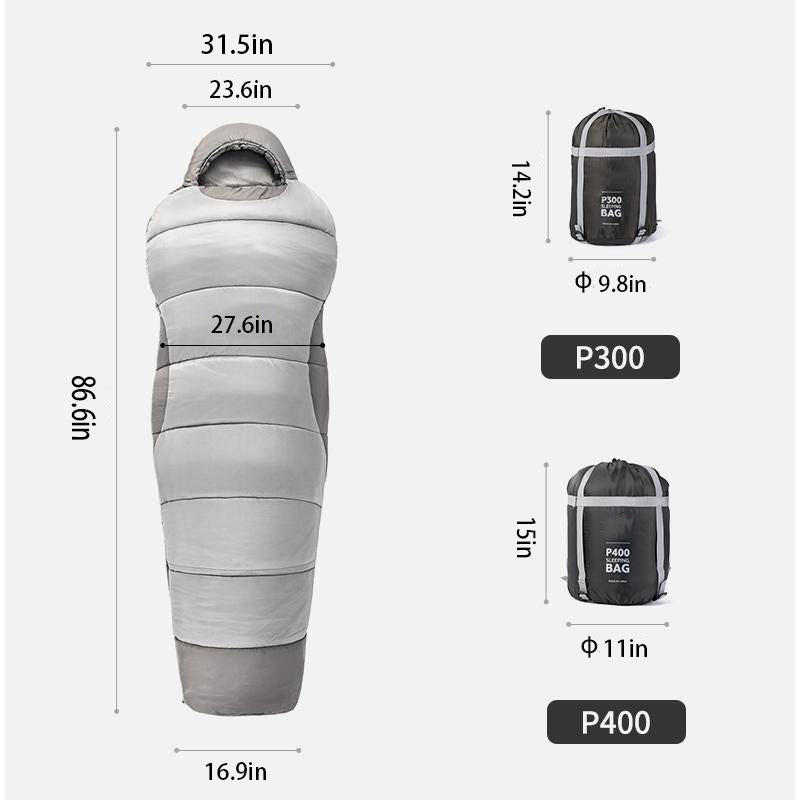 31.5in
23.6in
27.6in
86.6in
16.9in
14.2in
P300
SLEEPING
BAG
Φ 9.8in
P300
15in
P400
SLEEPING
BAG
Φ 11in
P400